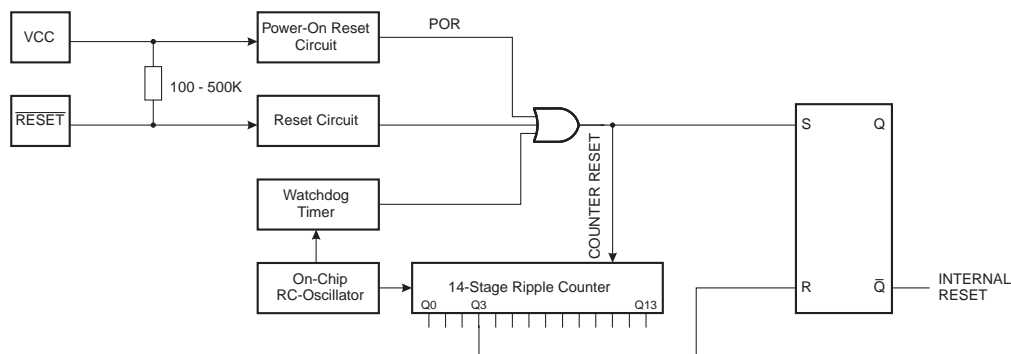 VCC
Power-On Reset
Circuit
POR
100 - 500K
RESET
Reset Circuit
S
Q
COUNTER RESET
Watchdog
Timer
On-Chip
RC-Oscillator
14-Stage Ripple Counter
Q0
Q3
Q13
R
Q̅
INTERNAL
RESET